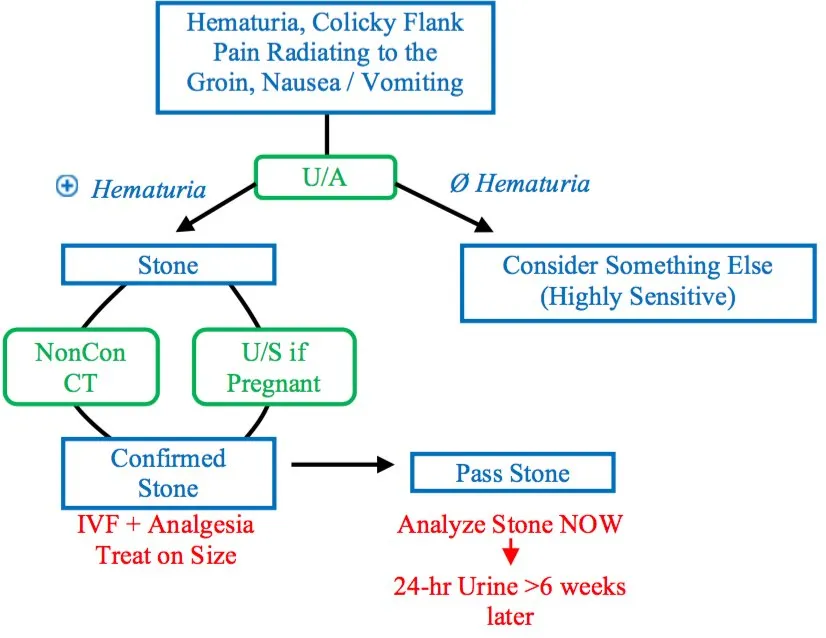 Hematuria, Colicky Flank
Pain Radiating to the
Groin, Nausea / Vomiting
U/A
+ Hematuria
Ø Hematuria
Stone
Consider Something Else
(Highly Sensitive)
NonCon
CT
U/S if
Pregnant
Confirmed
Stone
Pass Stone
IVF + Analgesia
Treat on Size
Analyze Stone NOW
24-hr Urine >6 weeks
later